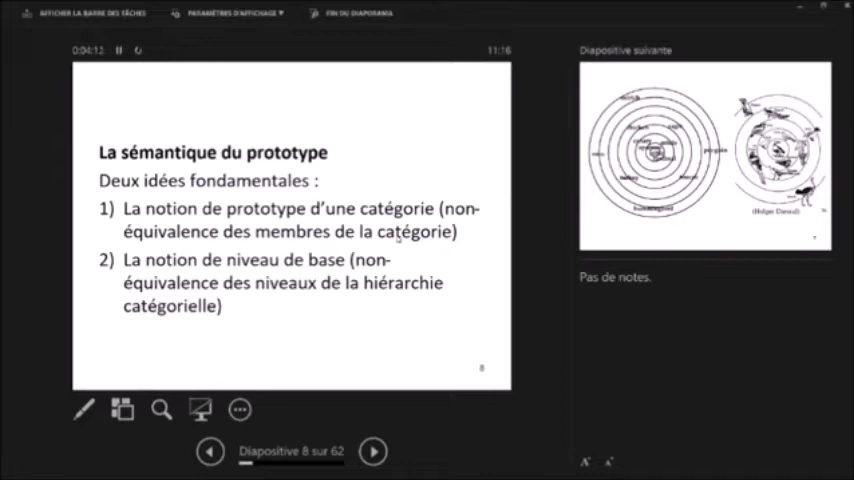 AFFICHER LA BARRE DES TÂCHES PARAMÈTRES D'AFFICHAGE ▼ FIN DU DIAPORAMA
0:04:13
11:16
La sémantique du prototype
Deux idées fondamentales :
1) La notion de prototype d'une catégorie (non-
équivalence des membres de la catégorie)
2) La notion de niveau de base (non-
équivalence des niveaux de la hiérarchie
catégorielle)
8
Diapositive 8 sur 62
Diapositive suivante
penguin
Pas de notes.